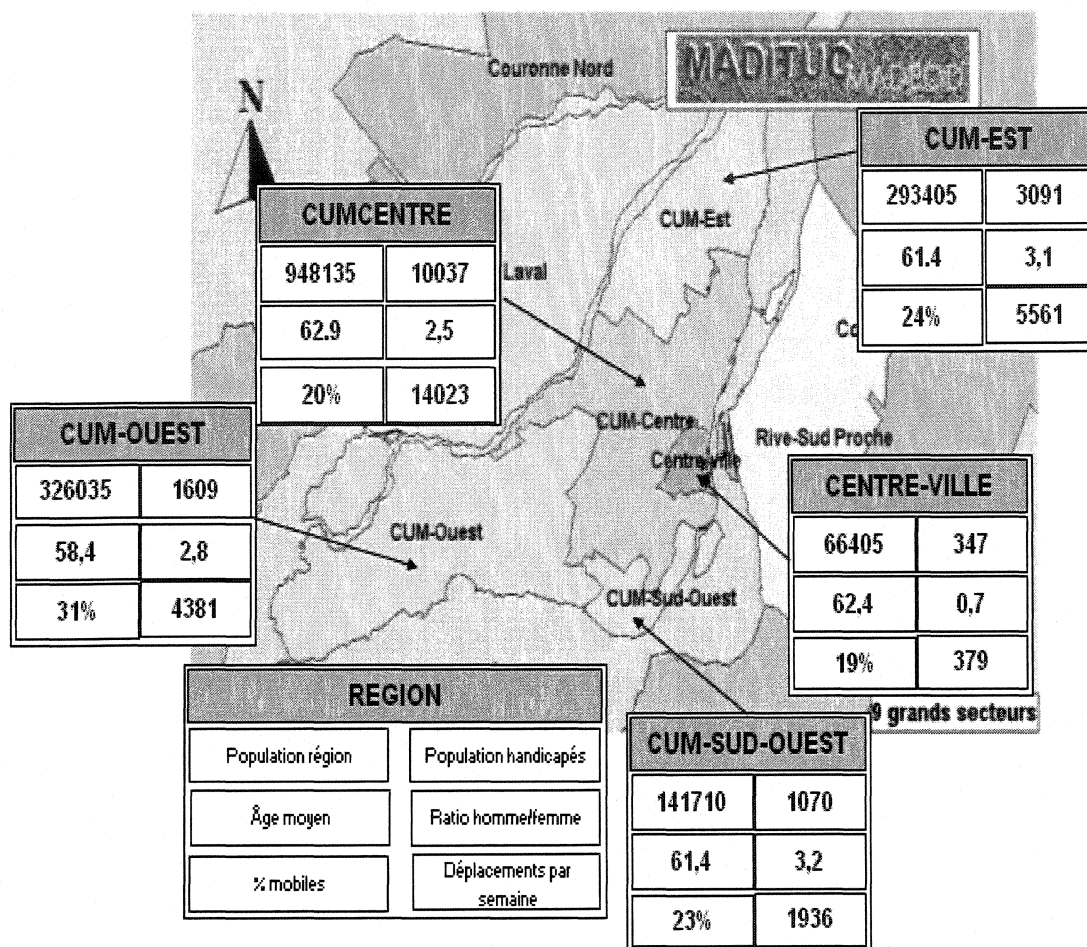 Couronne Nord
MADITUC
N
CUM-EST
293405 3091
61.4 3,1
24% 5561
CUM-Est
CUMCENTRE
948135 10037
62.9 2,5
20% 14023
Laval
CUM-OUEST
326035 1609
58,4 2,8
31% 4381
CUM-Centre
Rive-Sud Proche
Centre-ville
CUM-Ouest
CENTRE-VILLE
66405 347
62,4 0,7
19% 379
CUM-Sud-Ouest
9 grands secteurs
REGION
Population région Population handicapés
Âge moyen Ratio homme/femme
% mobiles Déplacements par
semaine
CUM-SUD-OUEST
141710 1070
61,4 3,2
23% 1936